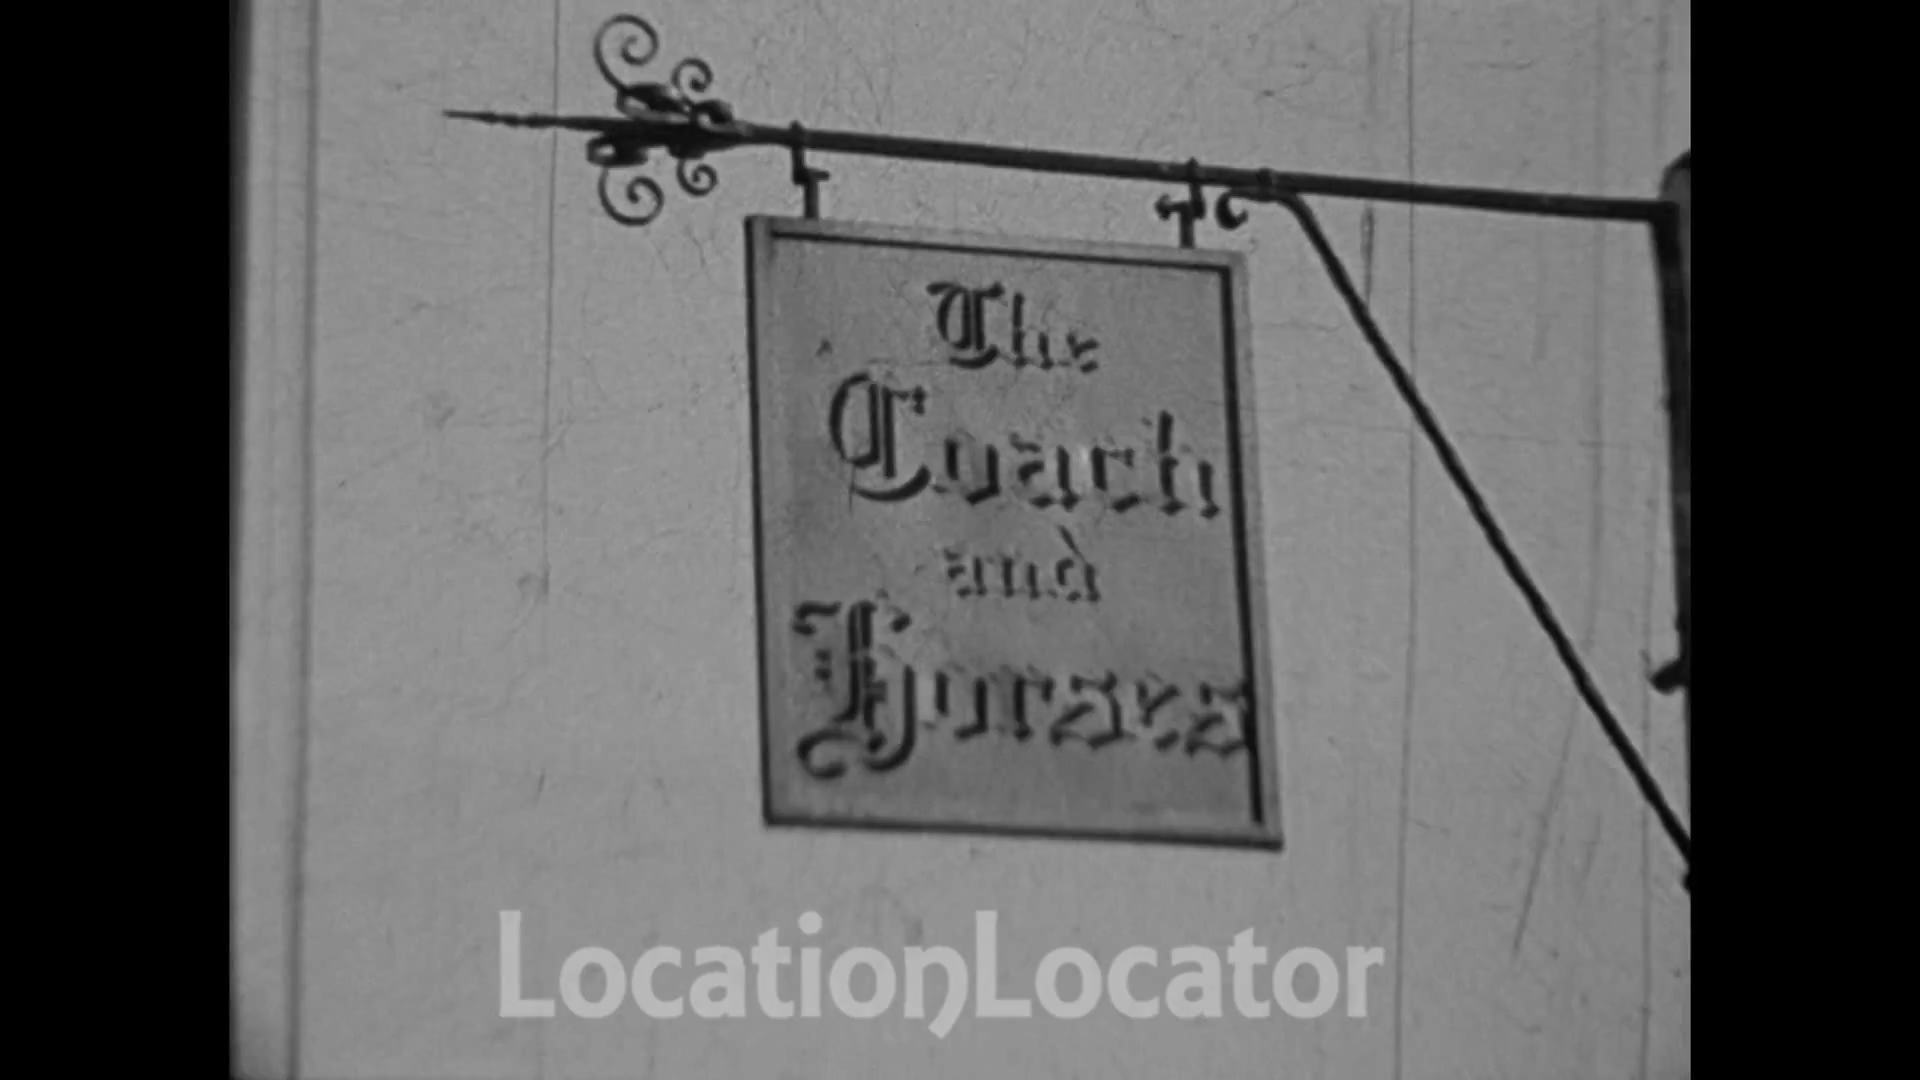 The
Coach
and
Horses
LocationLocator